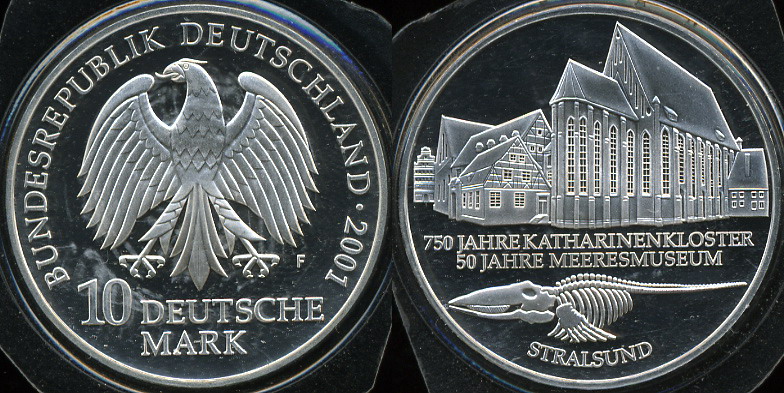 BUNDESREPUBLIK DEUTSCHLAND · 2001
F
10 DEUTSCHE
MARK
750 JAHRE KATHARINENKLOSTER
50 JAHRE MEERESMUSEUM
STRALSUND